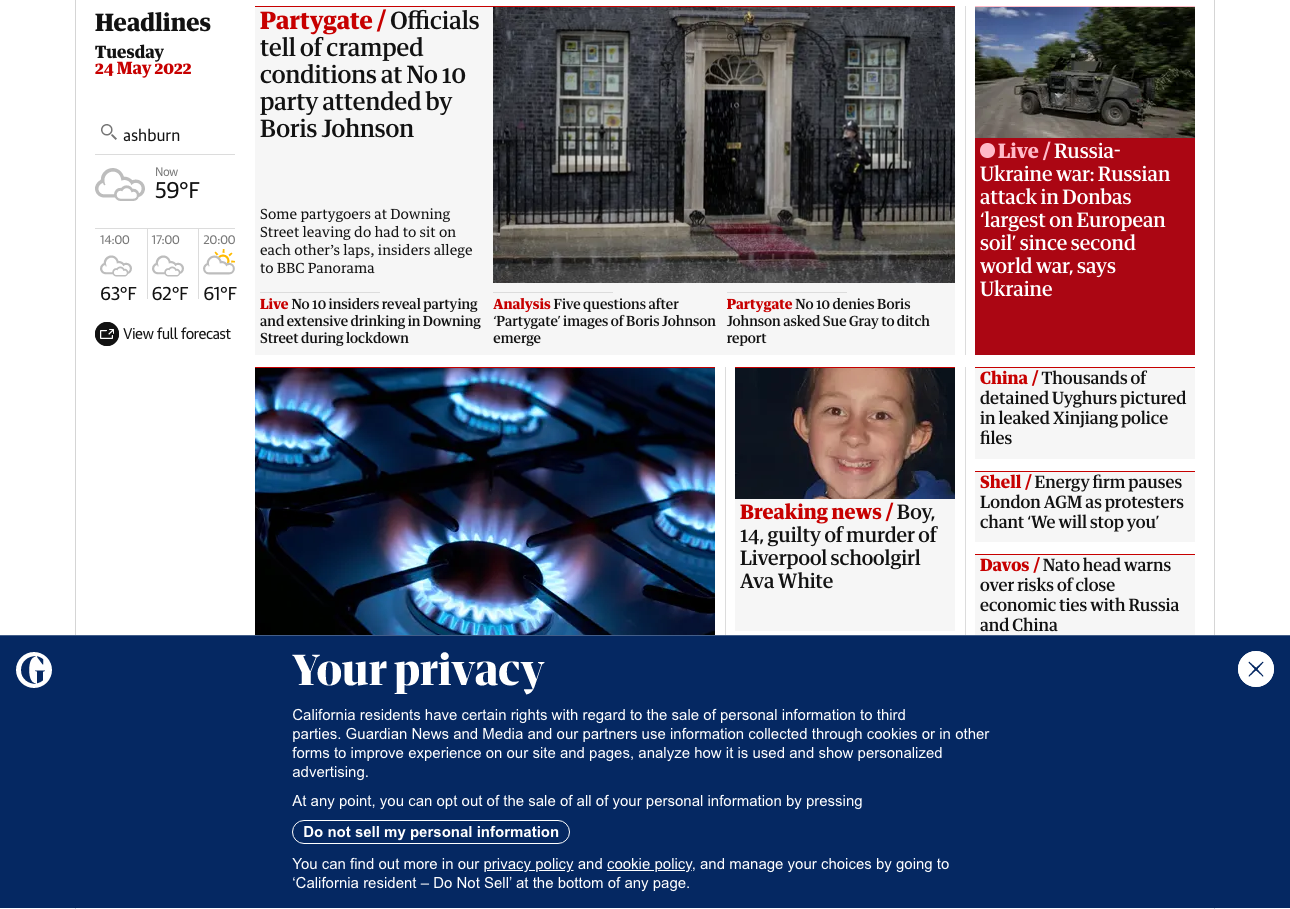 Headlines
Tuesday
24 May 2022
ashburn
Now
59°F
14:00
17:00
20:00
63°F
62°F
61°F
View full forecast
Partygate / Officials
tell of cramped
conditions at No 10
party attended by
Boris Johnson
Some partygoers at Downing
Street leaving do had to sit on
each other's laps, insiders allege
to BBC Panorama
Live No 10 insiders reveal partying
and extensive drinking in Downing
Street during lockdown
Analysis Five questions after
‘Partygate’ images of Boris Johnson
emerge
Partygate No 10 denies Boris
Johnson asked Sue Gray to ditch
report
Live / Russia-
Ukraine war: Russian
attack in Donbas
‘largest on European
soil’ since second
world war, says
Ukraine
Breaking news / Boy,
14, guilty of murder of
Liverpool schoolgirl
Ava White
China / Thousands of
detained Uyghurs pictured
in leaked Xinjiang police
files
Shell / Energy firm pauses
London AGM as protesters
chant ‘We will stop you’
Davos / Nato head warns
over risks of close
economic ties with Russia
and China
G
Your privacy
California residents have certain rights with regard to the sale of personal information to third
parties. Guardian News and Media and our partners use information collected through cookies or in other
forms to improve experience on our site and pages, analyze how it is used and show personalized
advertising.
At any point, you can opt out of the sale of all of your personal information by pressing
Do not sell my personal information
You can find out more in our privacy policy and cookie policy, and manage your choices by going to
‘California resident – Do Not Sell’ at the bottom of any page.